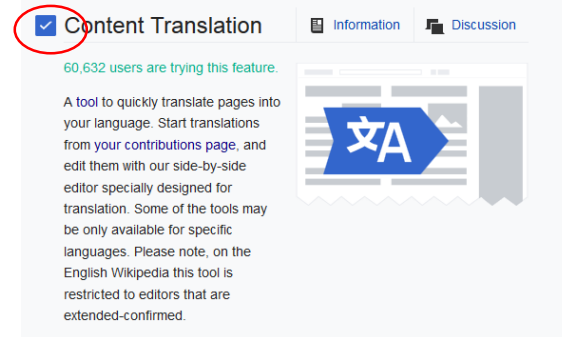 Content Translation
Information
Discussion
60,632 users are trying this feature.
A tool to quickly translate pages into
your language. Start translations
from your contributions page, and
edit them with our side-by-side
editor specially designed for
translation. Some of the tools may
be only available for specific
languages. Please note, on the
English Wikipedia this tool is
restricted to editors that are
extended-confirmed.
文A